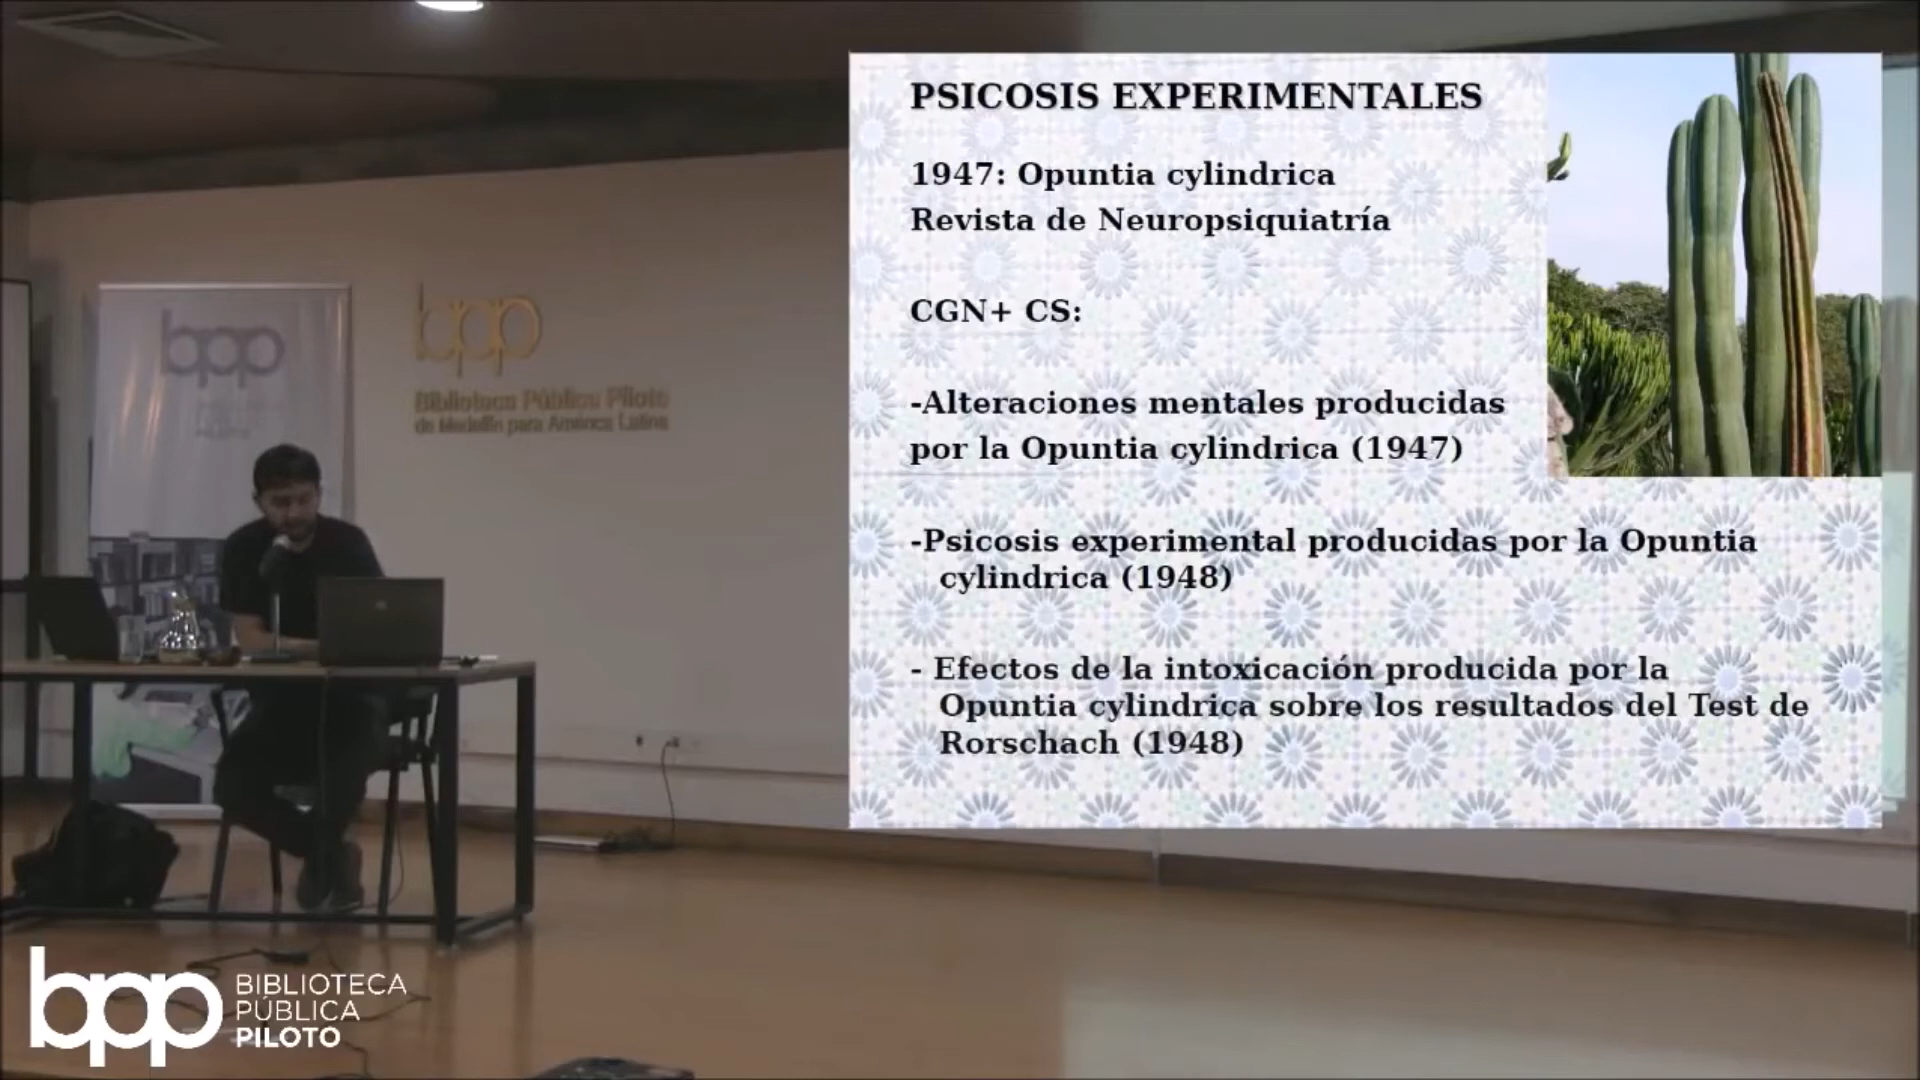 PSICOSIS EXPERIMENTALES
1947: Opuntia cylindrica
Revista de Neuropsiquiatría
CGN+ CS:
-Alteraciones mentales producidas
por la Opuntia cylindrica (1947)
-Psicosis experimental producidas por la Opuntia
cylindrica (1948)
- Efectos de la intoxicación producida por la
Opuntia cylindrica sobre los resultados del Test de
Rorschach (1948)
bpp
bpp
Biblioteca Pública Piloto
de Medellín para América Latina
bpp
BIBLIOTECA
PÚBLICA
PILOTO